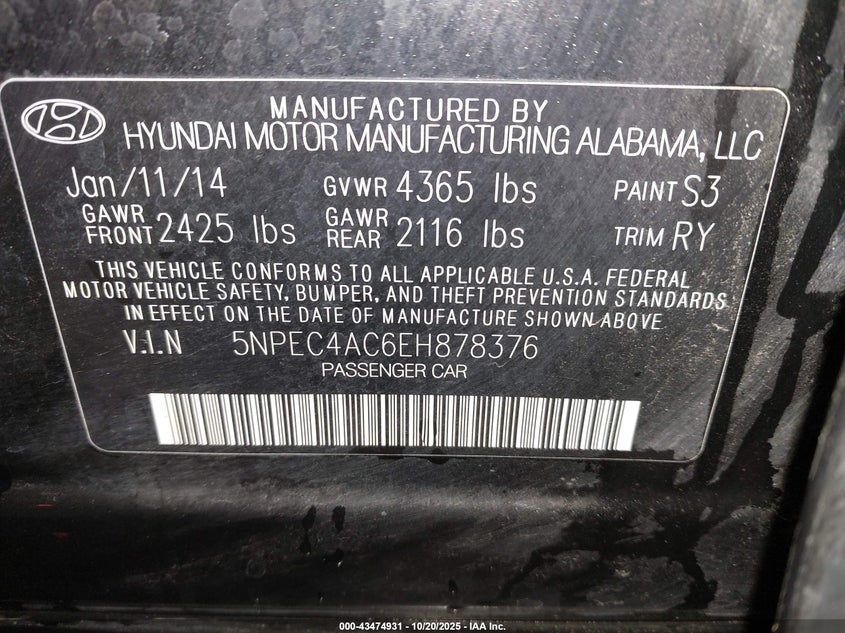 MANUFACTURED BY
HYUNDAI MOTOR MANUFACTURING ALABAMA, LLC
Jan/11/14 GVWR 4365 lbs PAINT S3
GAWR FRONT 2425 lbs GAWR REAR 2116 lbs TRIM RY
THIS VEHICLE CONFORMS TO ALL APPLICABLE U.S.A. FEDERAL
MOTOR VEHICLE SAFETY, BUMPER, AND THEFT PREVENTION STANDARDS
IN EFFECT ON THE DATE OF MANUFACTURE SHOWN ABOVE
V.I.N 5NPEC4AC6EH878376
PASSENGER CAR
000-43474931 - 10/20/2025 - IAA Inc.